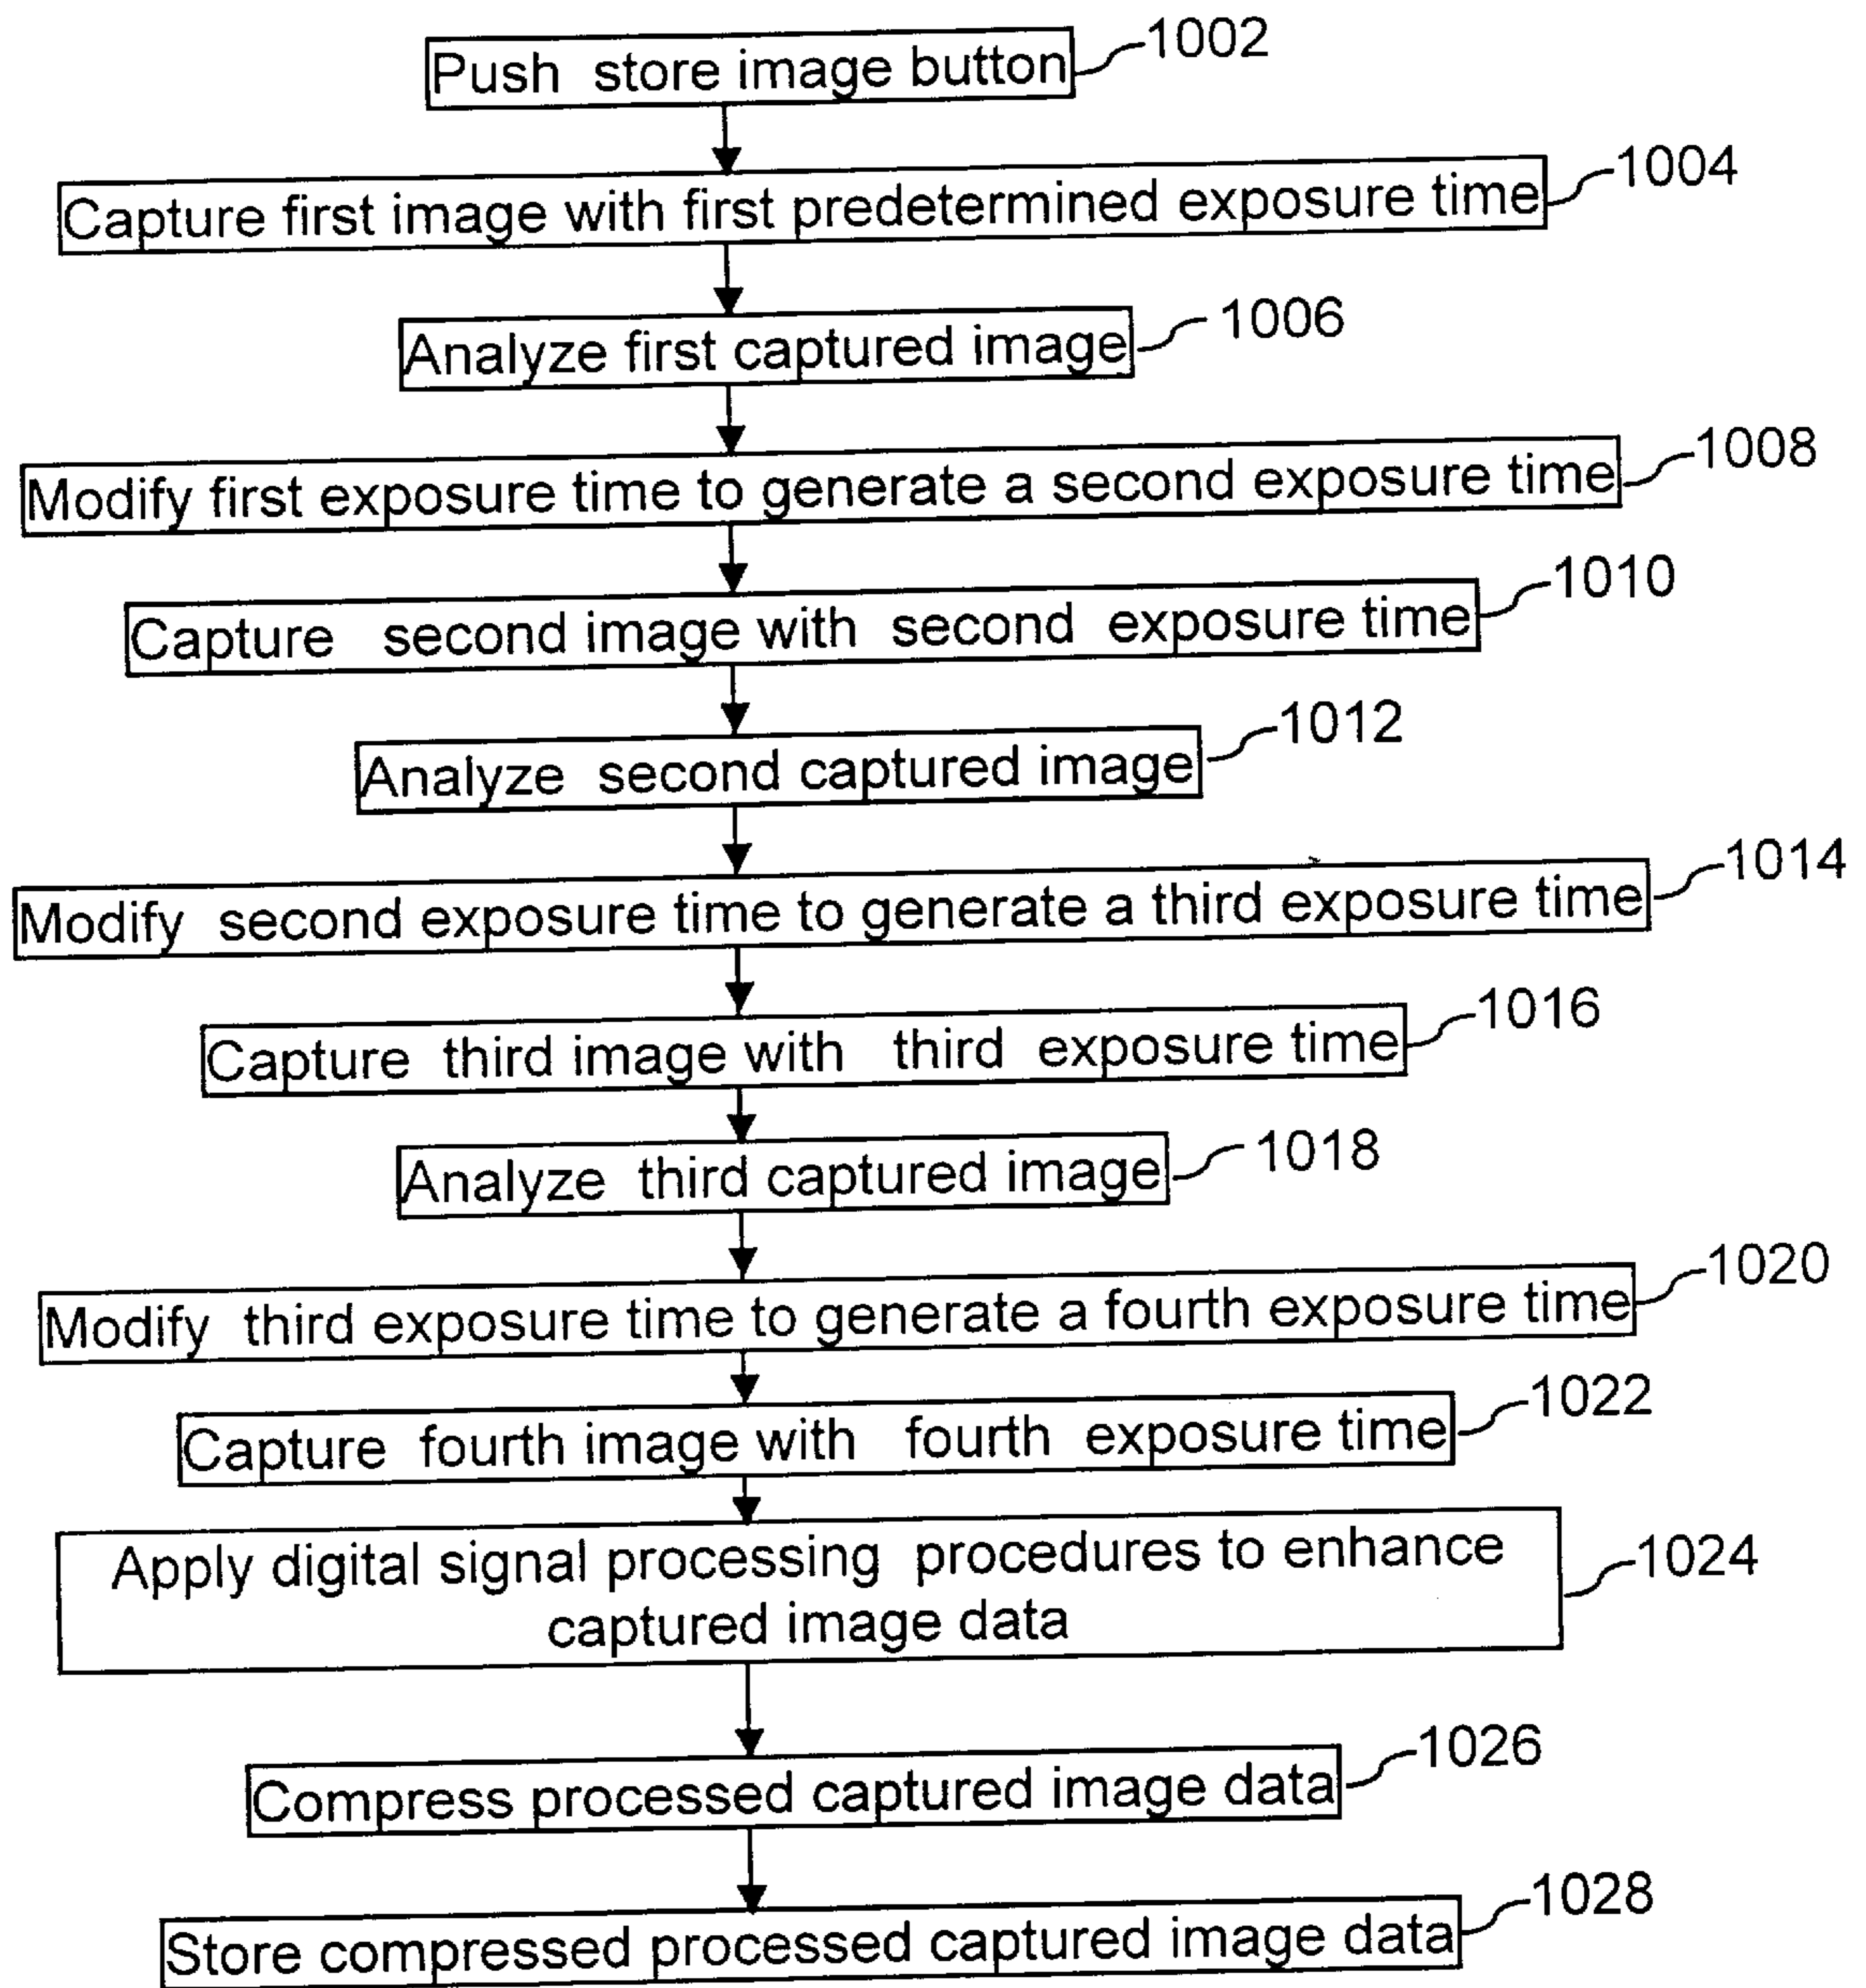 Push store image button 1002
Capture first image with first predetermined exposure time 1004
Analyze first captured image 1006
Modify first exposure time to generate a second exposure time 1008
Capture second image with second exposure time 1010
Analyze second captured image 1012
Modify second exposure time to generate a third exposure time 1014
Capture third image with third exposure time 1016
Analyze third captured image 1018
Modify third exposure time to generate a fourth exposure time 1020
Capture fourth image with fourth exposure time 1022
Apply digital signal processing procedures to enhance 1024
captured image data
Compress processed captured image data 1026
Store compressed processed captured image data 1028